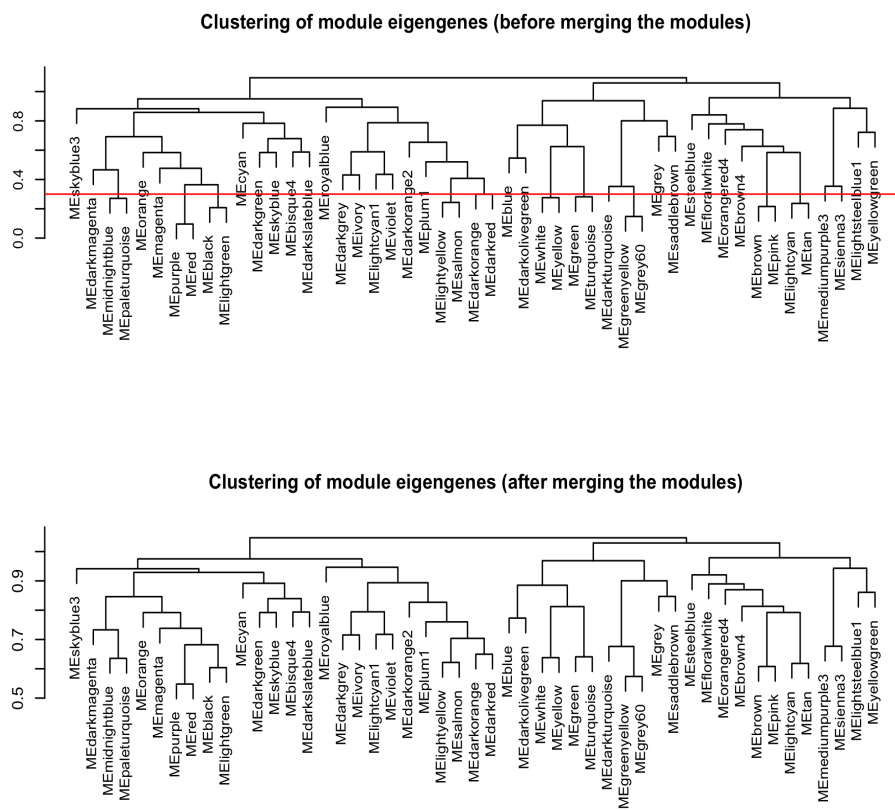 Clustering of module eigengenes (before merging the modules)
0.8
0.4
0.0
MEskyblue3
MEdarkmagenta
MEmidnightblue
MEpaleturquoise
MEorange
MEmagenta
MEpurple
MEred
MEblack
MElightgreen
MEcyan
MEdarkgreen
MEskyblue
MEbisque4
MEdarkslateblue
MEroyalblue
MEdarkgrey
MEivory
MElightcyan1
MEviolet
MEdarkorange2
MEplum1
MElightyellow
MEsalmon
MEdarkorange
MEdarkred
MEblue
MEdarkolivegreen
MEwhite
MEyellow
MEgreen
MEturquoise
MEdarkturquoise
MEgreenyellow
MEgrey60
MEgrey
MEsaddlebrown
MEsteelblue
MEfloralwhite
MEorangered4
MEbrown4
MEbrown
MEpink
MElightcyan
MEtan
MEmediumpurple3
MEsienna3
MElightsteelblue1
MEyellowgreen
Clustering of module eigengenes (after merging the modules)
0.9
0.7
0.5
MEskyblue3
MEdarkmagenta
MEmidnightblue
MEpaleturquoise
MEorange
MEmagenta
MEpurple
MEred
MEblack
MElightgreen
MEcyan
MEdarkgreen
MEskyblue
MEbisque4
MEdarkslateblue
MEroyalblue
MEdarkgrey
MEivory
MElightcyan1
MEviolet
MEdarkorange2
MEplum1
MElightyellow
MEsalmon
MEdarkorange
MEdarkred
MEblue
MEdarkolivegreen
MEwhite
MEyellow
MEgreen
MEturquoise
MEdarkturquoise
MEgreenyellow
MEgrey60
MEgrey
MEsaddlebrown
MEsteelblue
MEfloralwhite
MEorangered4
MEbrown4
MEbrown
MEpink
MElightcyan
MEtan
MEmediumpurple3
MEsienna3
MElightsteelblue1
MEyellowgreen